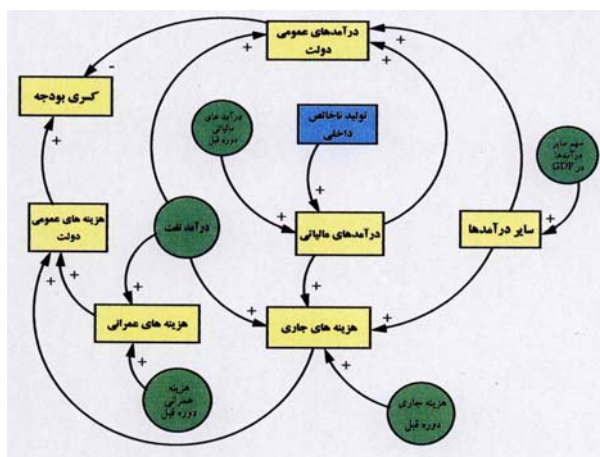 درآمدهای عمومی
دولت
-
+
+
+
کسری بودجه
+
درآمد های
مالیاتی
دوره قبل
تولید ناخالص
داخلی
سهم سایر
درآمدها
در GDP
+
+
هزینه های عمومی
دولت
درآمد نفت
درآمدهای مالیاتی
سایر درآمدها
+
+
+
+
+
هزینه های عمرانی
+
+
هزینه های جاری
+
+
+
هزینه
عمرانی
دوره قبل
هزینه جاری
دوره قبل